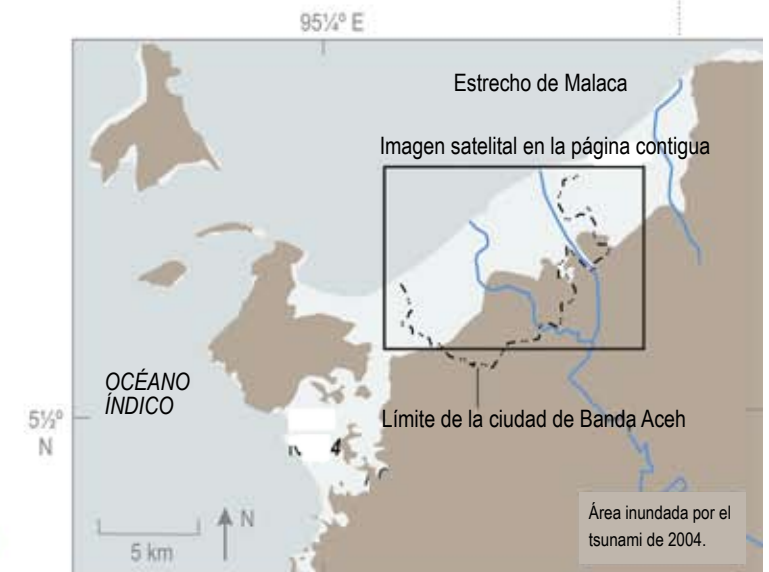 95¼° E
Estrecho de Malaca
Imagen satelital en la página contigua
OCÉANO
ÍNDICO
5½°
N
Límite de la ciudad de Banda Aceh
4
N
5 km
Área inundada por el
tsunami de 2004.